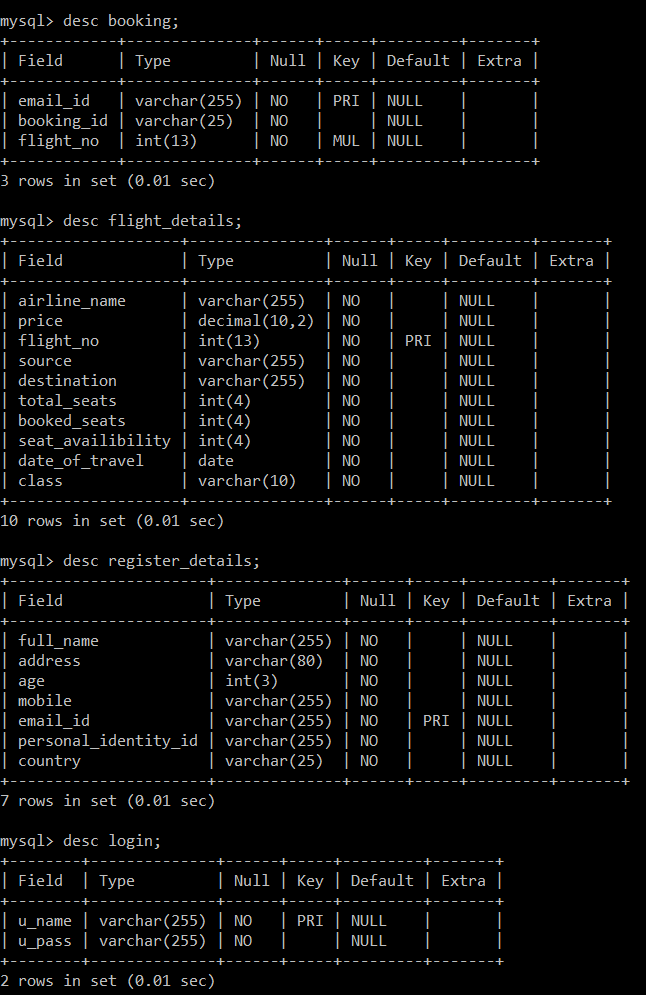 mysql> desc booking;
+------------+--------------+------+-----+---------+-------+
| Field      | Type         | Null | Key | Default | Extra |
+------------+--------------+------+-----+---------+-------+
| email_id   | varchar(255) | NO   | PRI | NULL    |       |
| booking_id | varchar(25)  | NO   |     | NULL    |       |
| flight_no  | int(13)      | NO   | MUL | NULL    |       |
+------------+--------------+------+-----+---------+-------+
3 rows in set (0.01 sec)

mysql> desc flight_details;
+-------------------+---------------+------+-----+---------+-------+
| Field             | Type          | Null | Key | Default | Extra |
+-------------------+---------------+------+-----+---------+-------+
| airline_name      | varchar(255)  | NO   |     | NULL    |       |
| price             | decimal(10,2) | NO   |     | NULL    |       |
| flight_no         | int(13)       | NO   | PRI | NULL    |       |
| source            | varchar(255)  | NO   |     | NULL    |       |
| destination       | varchar(255)  | NO   |     | NULL    |       |
| total_seats       | int(4)        | NO   |     | NULL    |       |
| booked_seats      | int(4)        | NO   |     | NULL    |       |
| seat_availibility | int(4)        | NO   |     | NULL    |       |
| date_of_travel    | date          | NO   |     | NULL    |       |
| class             | varchar(10)   | NO   |     | NULL    |       |
+-------------------+---------------+------+-----+---------+-------+
10 rows in set (0.01 sec)

mysql> desc register_details;
+----------------------+--------------+------+-----+---------+-------+
| Field                | Type         | Null | Key | Default | Extra |
+----------------------+--------------+------+-----+---------+-------+
| full_name            | varchar(255) | NO   |     | NULL    |       |
| address              | varchar(80)  | NO   |     | NULL    |       |
| age                  | int(3)       | NO   |     | NULL    |       |
| mobile               | varchar(255) | NO   |     | NULL    |       |
| email_id             | varchar(255) | NO   | PRI | NULL    |       |
| personal_identity_id | varchar(255) | NO   |     | NULL    |       |
| country              | varchar(25)  | NO   |     | NULL    |       |
+----------------------+--------------+------+-----+---------+-------+
7 rows in set (0.01 sec)

mysql> desc login;
+--------+--------------+------+-----+---------+-------+
| Field  | Type         | Null | Key | Default | Extra |
+--------+--------------+------+-----+---------+-------+
| u_name | varchar(255) | NO   | PRI | NULL    |       |
| u_pass | varchar(255) | NO   |     | NULL    |       |
+--------+--------------+------+-----+---------+-------+
2 rows in set (0.01 sec)